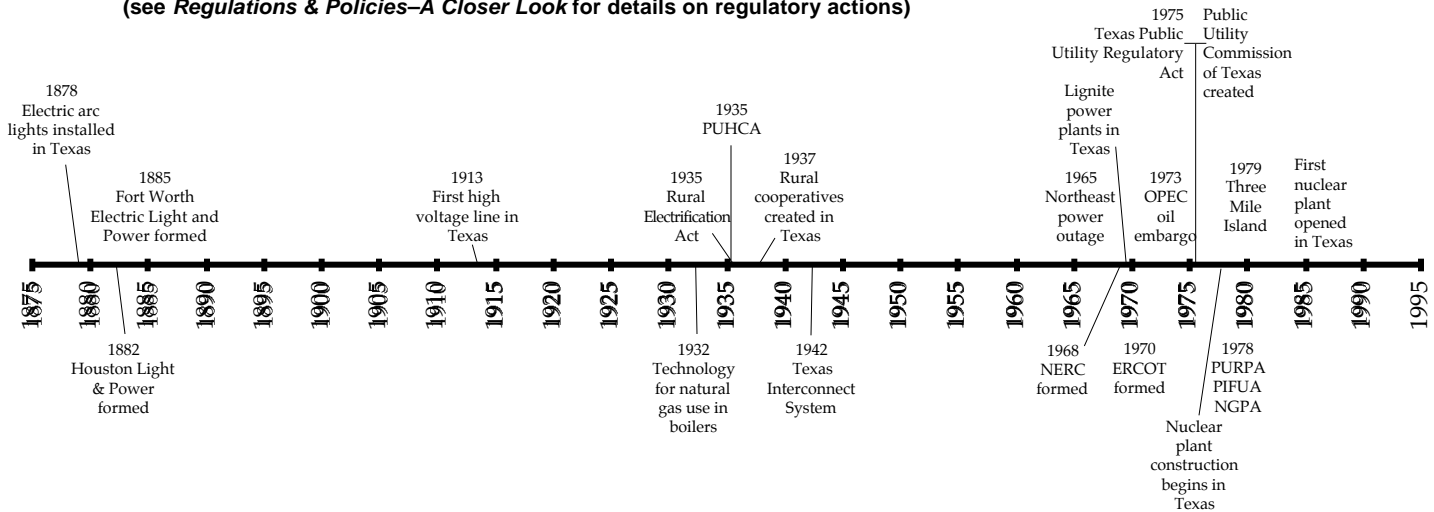 (see Regulations & Policies–A Closer Look for details on regulatory actions)
1878
Electric arc
lights installed
in Texas
1885
Fort Worth
Electric Light and
Power formed
1913
First high
voltage line in
Texas
1935
Rural
Electrification
Act
1935
PUHCA
1937
Rural
cooperatives
created in
Texas
1965
Northeast
power
outage
Lignite
power
plants in
Texas
1975
Texas Public
Utility Regulatory
Act
Public
Utility
Commission
of Texas
created
1973
OPEC
oil
embargo
1979
Three
Mile
Island
First
nuclear
plant
opened
in Texas
1875
1880
1885
1890
1895
1900
1905
1910
1915
1920
1925
1930
1935
1940
1945
1950
1955
1960
1965
1970
1975
1980
1985
1990
1995
1882
Houston Light
& Power
formed
1932
Technology
for natural
gas use in
boilers
1942
Texas
Interconnect
System
1968
NERC
formed
1970
ERCOT
formed
1978
PURPA
PIFUA
NGPA
Nuclear
plant
construction
begins in
Texas